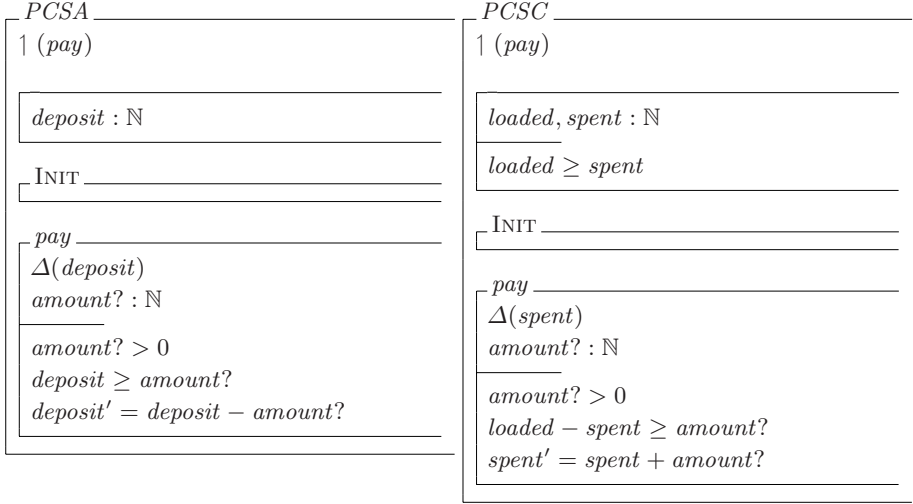 PCSA
↾ (pay)
deposit : ℕ
INIT
pay
Δ(deposit)
amount? : ℕ
amount? > 0
deposit ≥ amount?
deposit′ = deposit − amount?
PCSC
↾ (pay)
loaded, spent : ℕ
loaded ≥ spent
INIT
pay
Δ(spent)
amount? : ℕ
amount? > 0
loaded − spent ≥ amount?
spent′ = spent + amount?